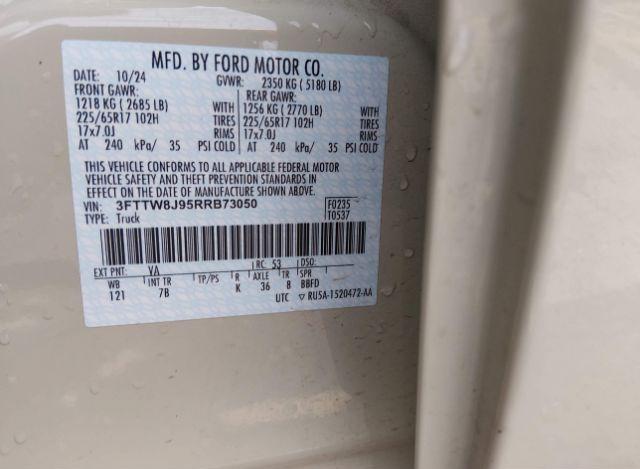 MFD. BY FORD MOTOR CO.
DATE: 10/24 GVWR: 2350 KG ( 5180 LB)
FRONT GAWR: REAR GAWR:
1218 KG ( 2685 LB) WITH 1256 KG ( 2770 LB) WITH
225/65R17 102H TIRES 225/65R17 102H TIRES
17x7.0J RIMS 17x7.0J RIMS
AT 240 kPa/ 35 PSI COLD AT 240 kPa/ 35 PSI COLD
THIS VEHICLE CONFORMS TO ALL APPLICABLE FEDERAL MOTOR
VEHICLE SAFETY AND THEFT PREVENTION STANDARDS IN
EFFECT ON THE DATE OF MANUFACTURE SHOWN ABOVE.
VIN: 3FTTW8J95RRB73050 F0235
TYPE: Truck T0537
EXT PNT: YA RC: 53 DSO:
WB INT TR TP/PS R AXLE TR SPR
121 7B K 36 8 BBFD
UTC ▽ RU5A-1520472-AA